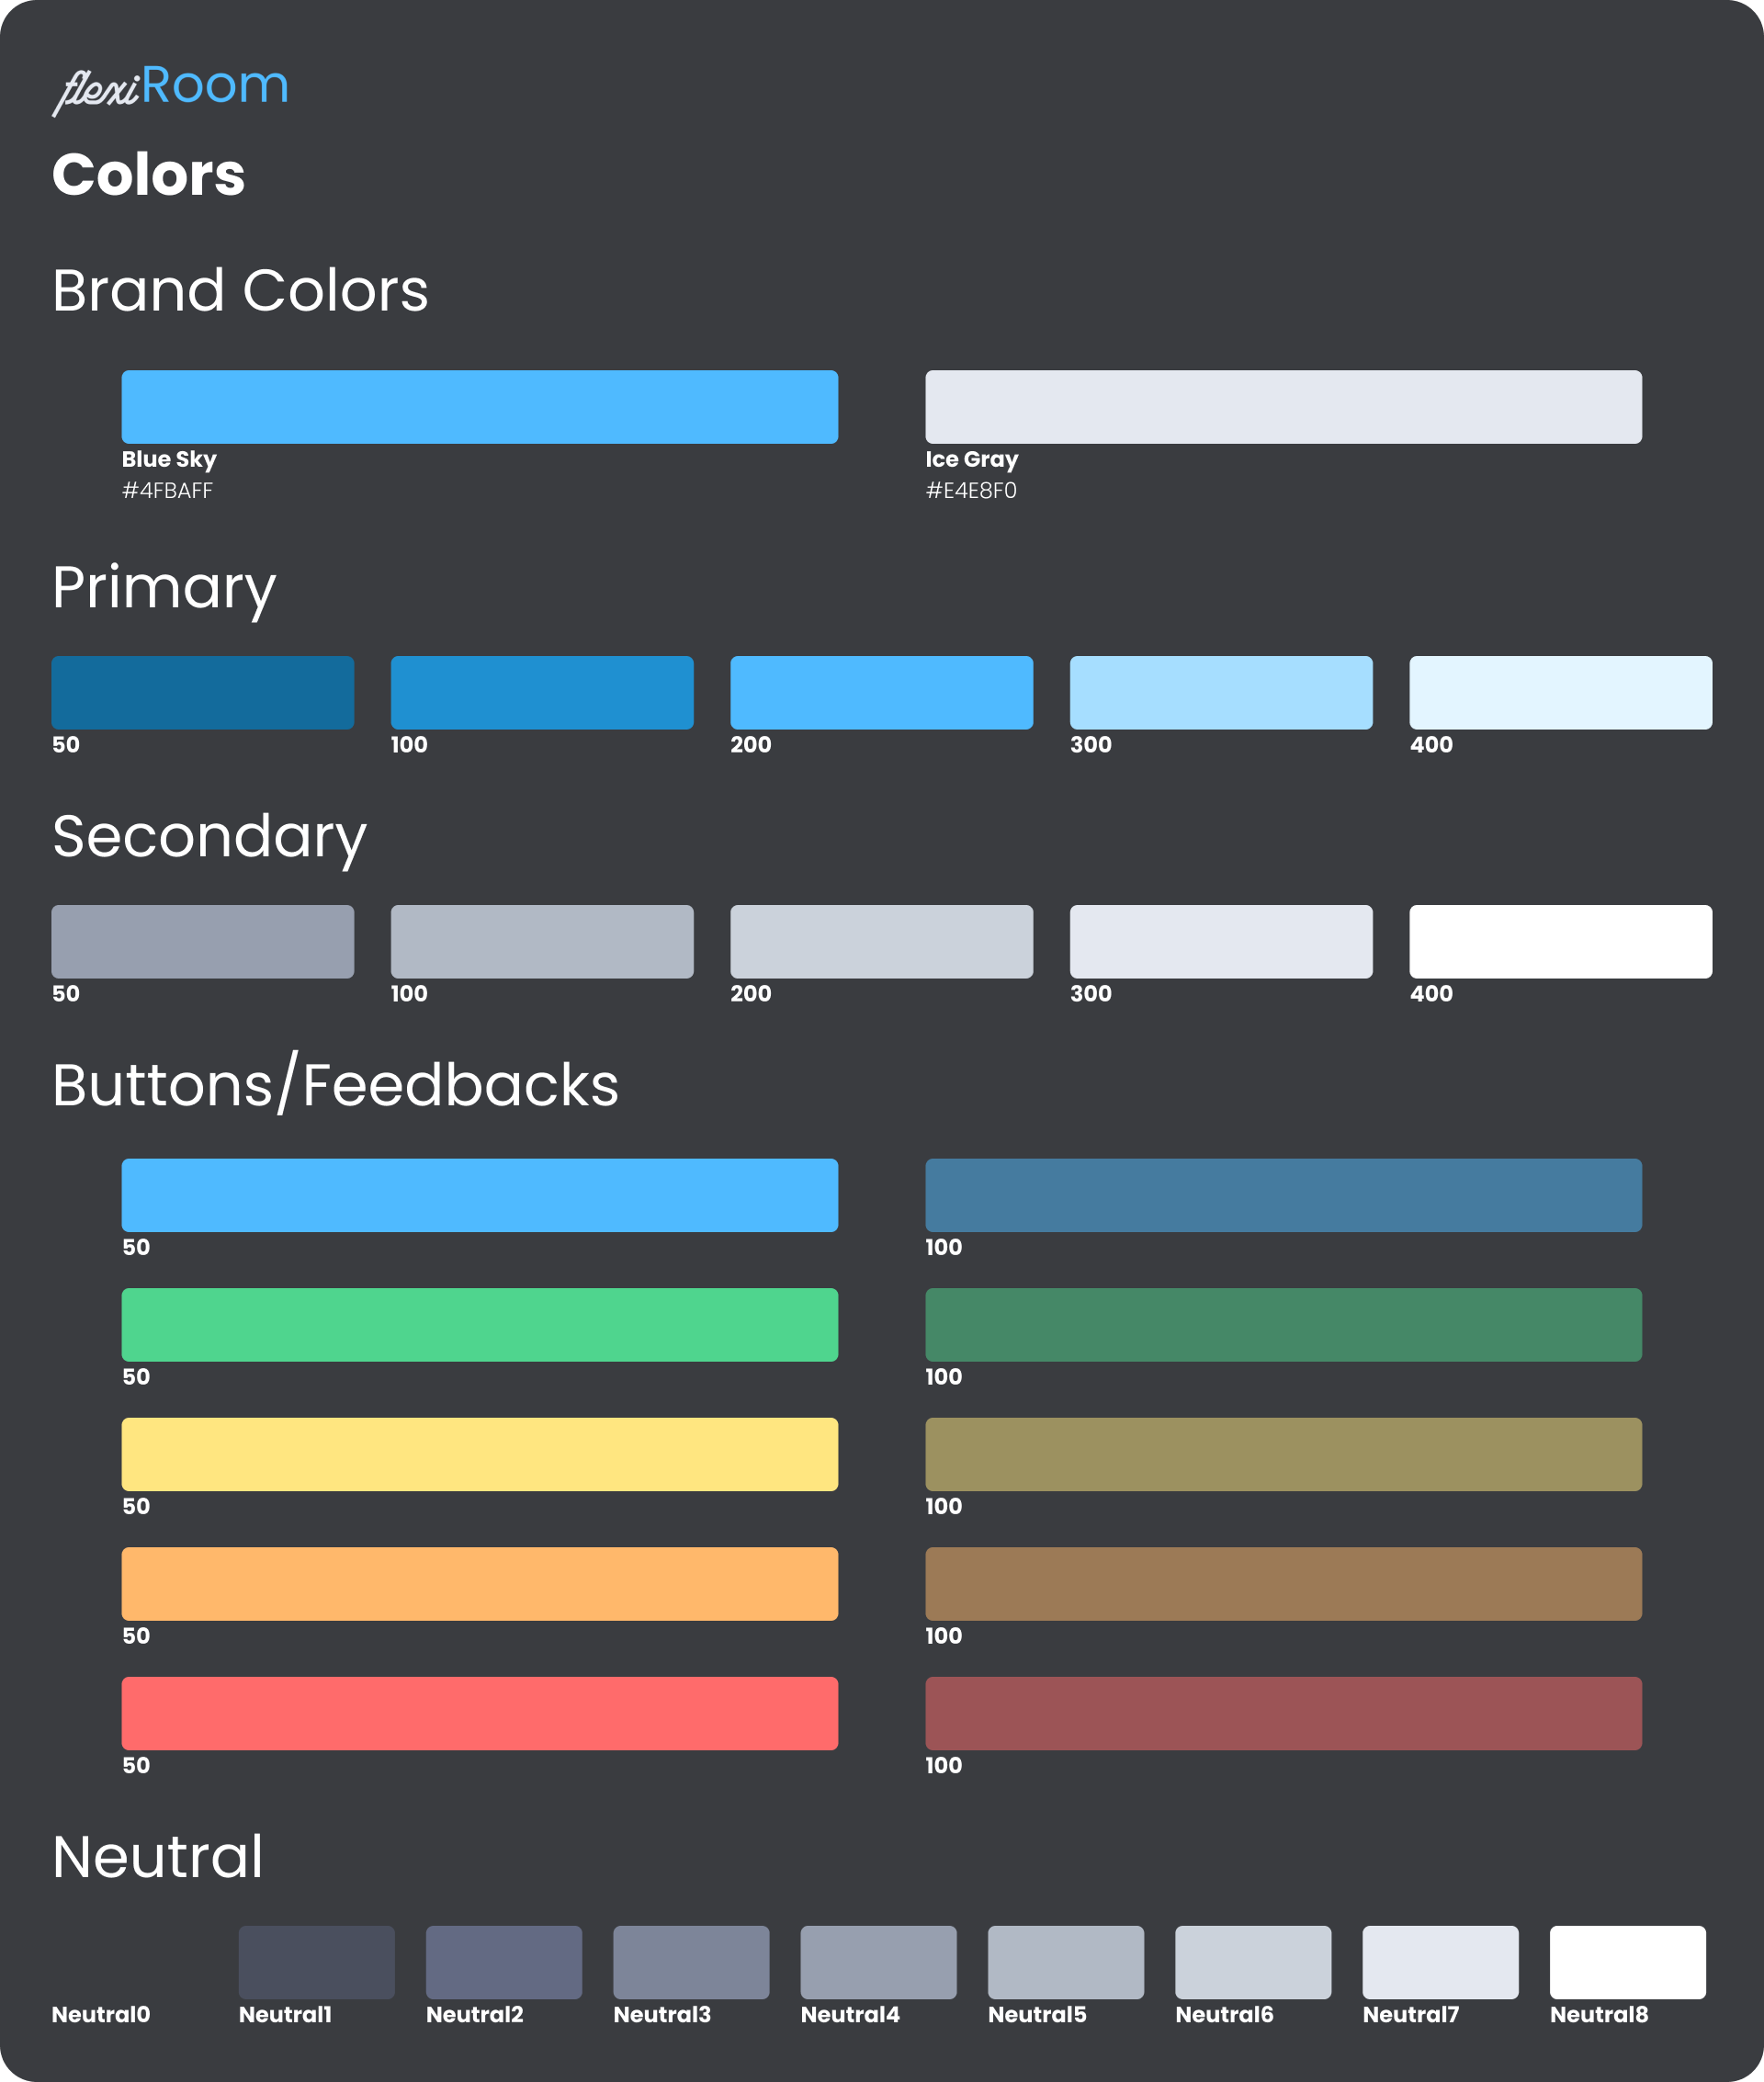 flexiRoom
Colors
Brand Colors
Blue Sky
#4FBAFF
Ice Gray
#E4E8F0
Primary
50 100 200 300 400
Secondary
50 100 200 300 400
Buttons/Feedbacks
50 100
50 100
50 100
50 100
50 100
Neutral
Neutral0 Neutral1 Neutral2 Neutral3 Neutral4 Neutral5 Neutral6 Neutral7 Neutral8